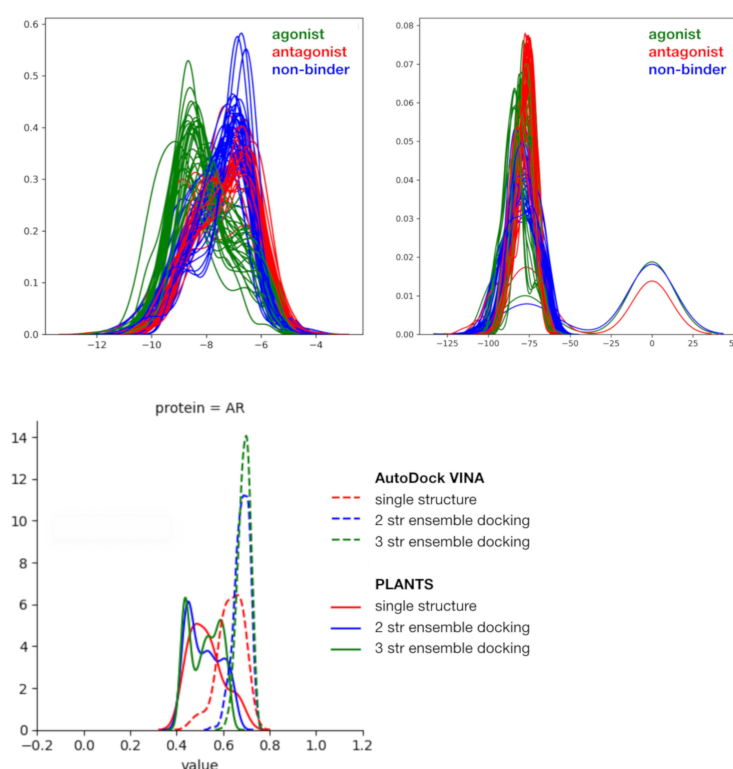 agonist
antagonist
non-binder
0.6
0.5
0.4
0.3
0.2
0.1
0.0
−12
−10
−8
−6
−4
agonist
antagonist
non-binder
0.08
0.07
0.06
0.05
0.04
0.03
0.02
0.01
0.00
−125
−100
−75
−50
−25
0
25
protein = AR
14
12
10
8
6
4
2
0
−0.2
0.0
0.2
0.4
0.6
0.8
1.0
1.2
value
AutoDock VINA
single structure
2 str ensemble docking
3 str ensemble docking
PLANTS
single structure
2 str ensemble docking
3 str ensemble docking